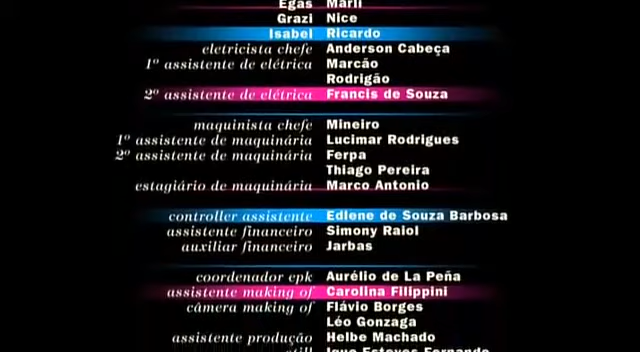 Egas Marli
Grazi Nice
Isabel Ricardo
eletricista chefe Anderson Cabeça
1º assistente de elétrica Marcão
Rodrigão
2º assistente de elétrica Francis de Souza
maquinista chefe Mineiro
1º assistente de maquinária Lucimar Rodrigues
2º assistente de maquinária Ferpa
Thiago Pereira
estagiário de maquinária Marco Antonio
controller assistente Edlene de Souza Barbosa
assistente financeiro Simony Raiol
auxiliar financeiro Jarbas
coordenador epk Aurélio de La Peña
assistente making of Carolina Filippini
câmera making of Flávio Borges
Léo Gonzaga
assistente produção Helbe Machado
still Esteves Fernando